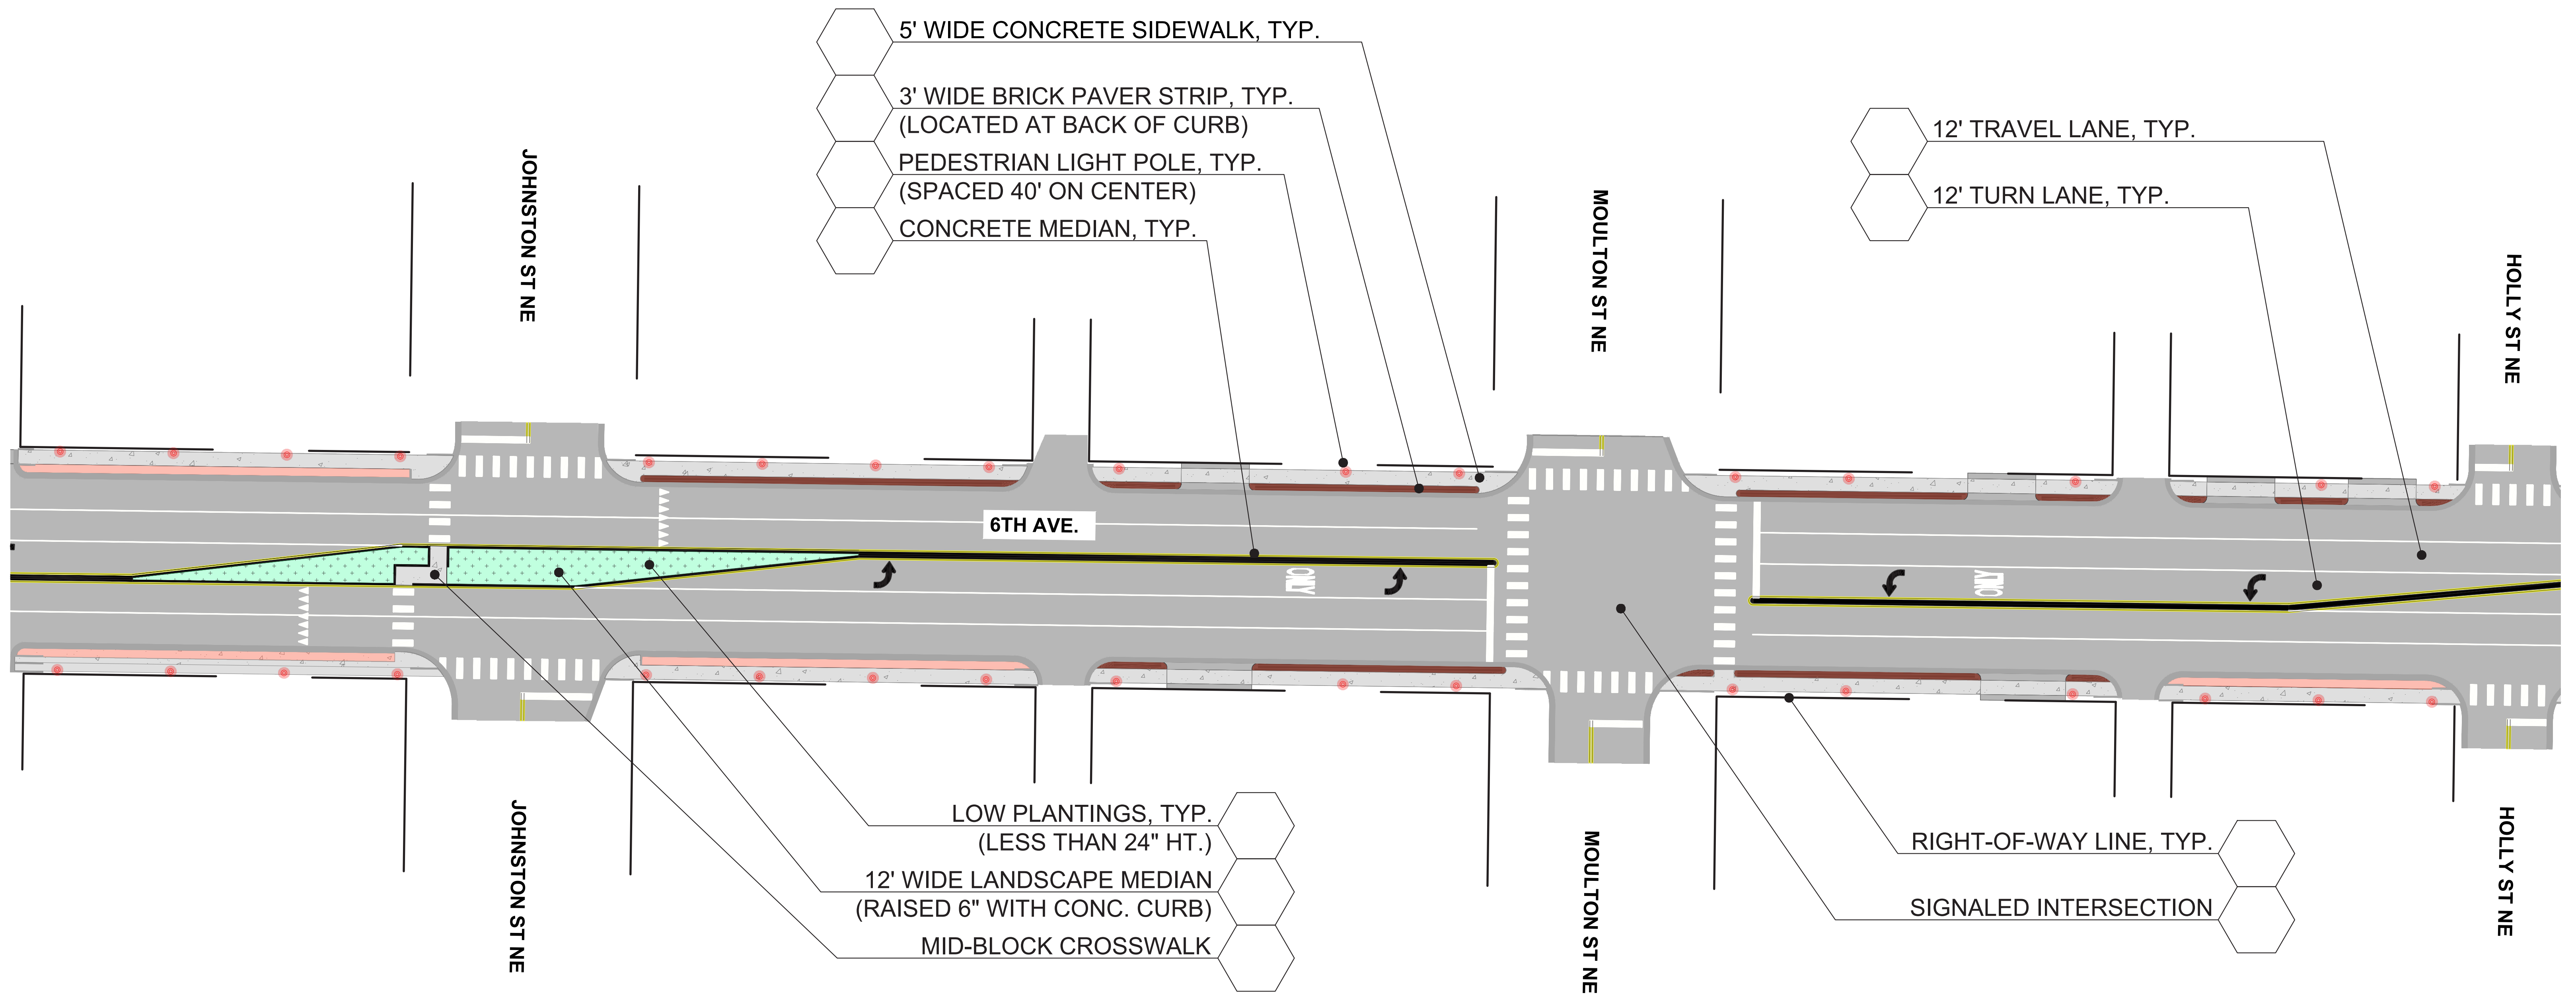 5' WIDE CONCRETE SIDEWALK, TYP.
3' WIDE BRICK PAVER STRIP, TYP.
(LOCATED AT BACK OF CURB)
PEDESTRIAN LIGHT POLE, TYP.
(SPACED 40' ON CENTER)
CONCRETE MEDIAN, TYP.
12' TRAVEL LANE, TYP.
12' TURN LANE, TYP.
JOHNSTON ST NE
MOULTON ST NE
HOLLY ST NE
6TH AVE.
ONLY
ONLY
LOW PLANTINGS, TYP.
(LESS THAN 24" HT.)
12' WIDE LANDSCAPE MEDIAN
(RAISED 6" WITH CONC. CURB)
MID-BLOCK CROSSWALK
RIGHT-OF-WAY LINE, TYP.
SIGNALED INTERSECTION
JOHNSTON ST NE
MOULTON ST NE
HOLLY ST NE